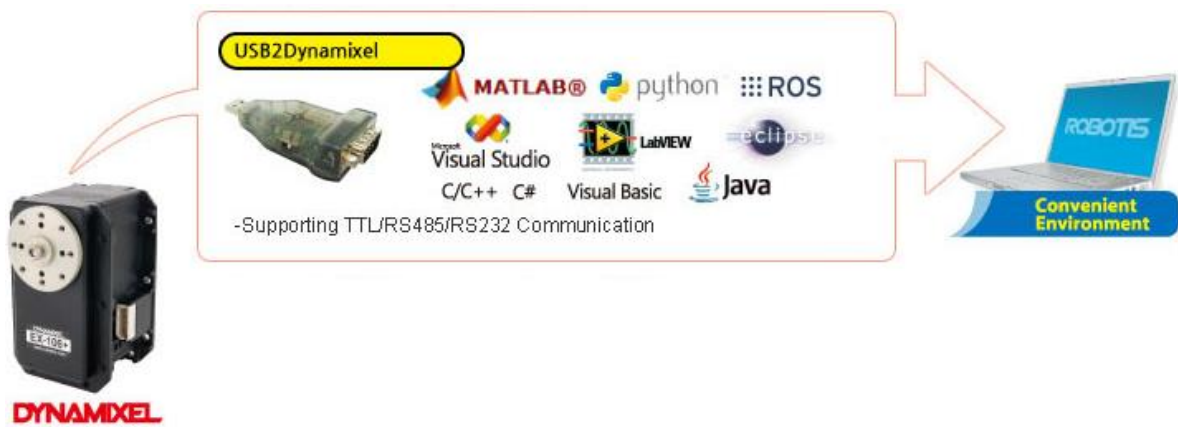 USB2Dynamixel
MATLAB® python ROS
Microsoft
Visual Studio
LabVIEW
eclipse
C/C++ C# Visual Basic Java
-Supporting TTL/RS485/RS232 Communication
ROBOTIS
Convenient
Environment
DYNAMIXEL
EX-106+
DYNAMIXEL